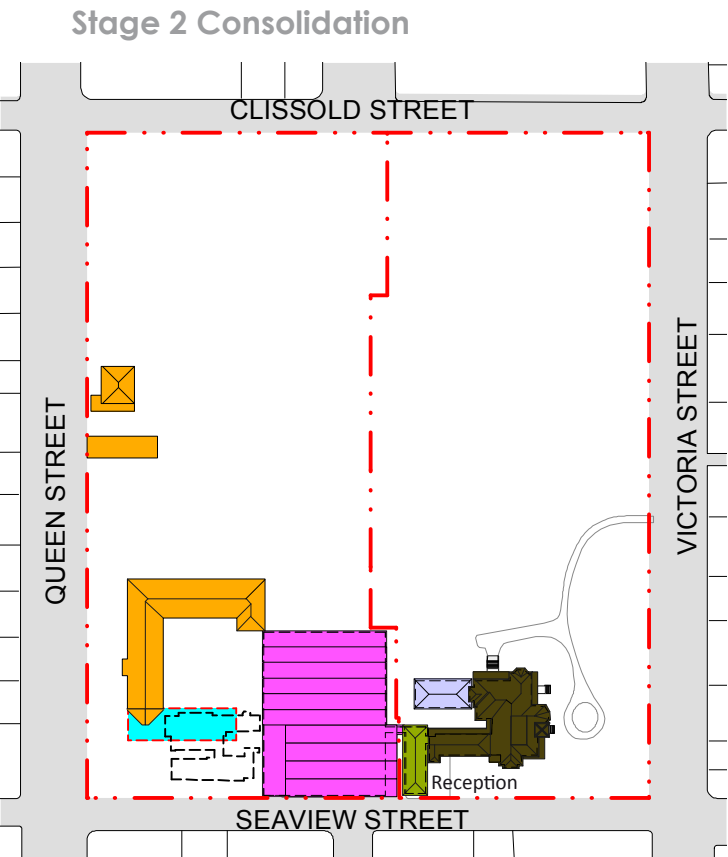 Stage 2 Consolidation
CLISSOLD STREET
QUEEN STREET
VICTORIA STREET
Reception
SEAVIEW STREET